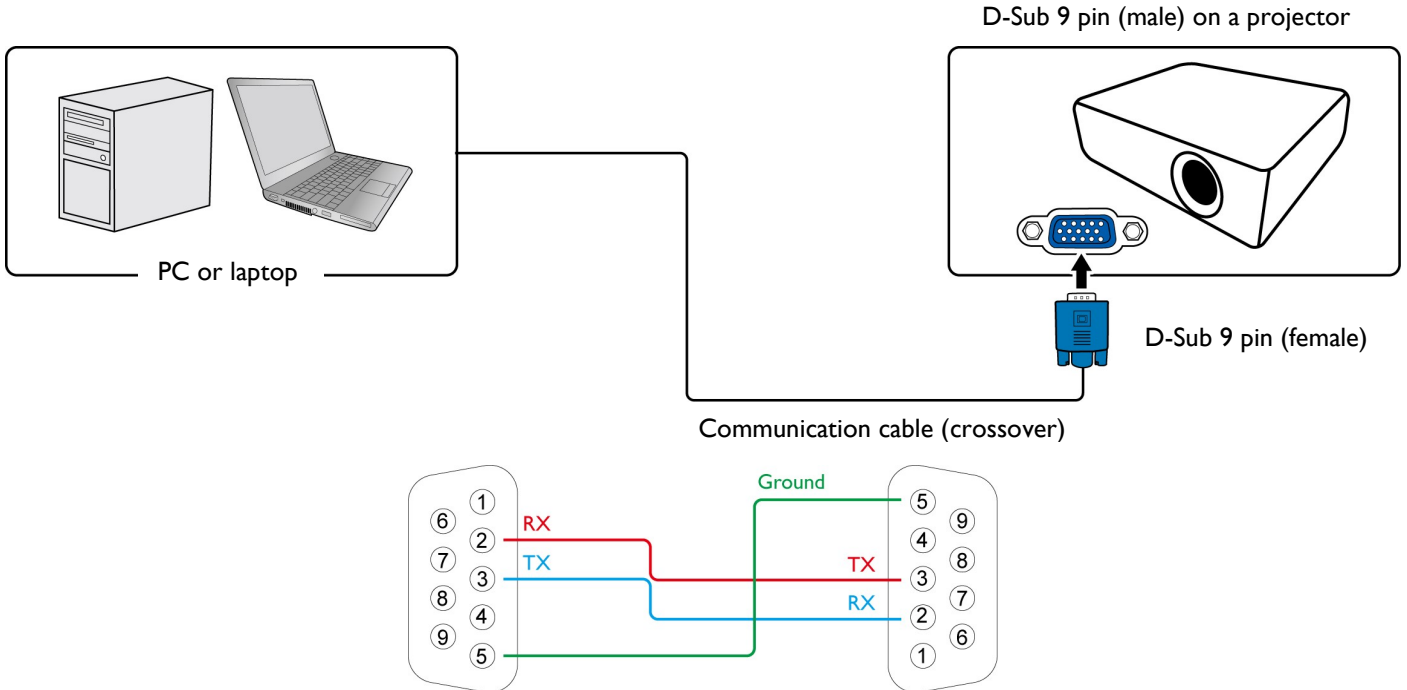 D-Sub 9 pin (male) on a projector
PC or laptop
D-Sub 9 pin (female)
Communication cable (crossover)
Ground
1
6
RX
2
7
TX
3
8
4
9
5
5
9
4
TX
8
3
RX
7
2
6
1